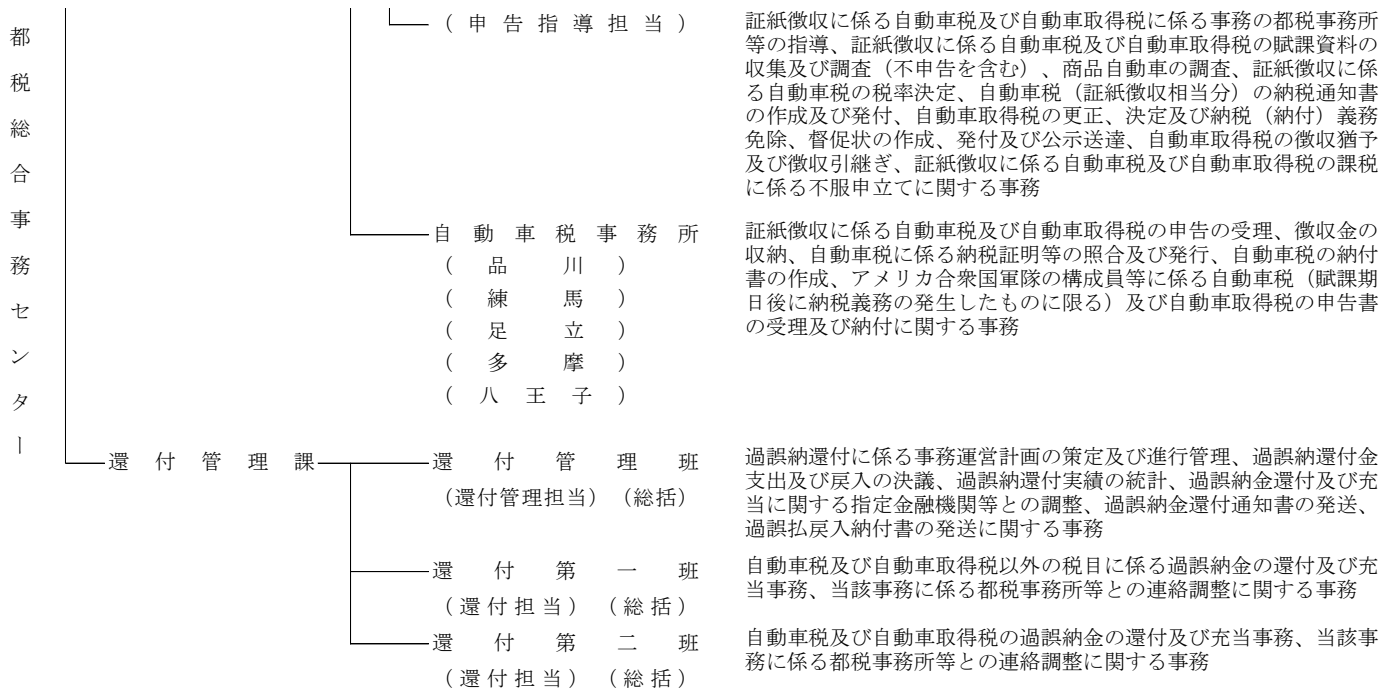 都税総合事務センター
（申告指導担当）
証紙徴収に係る自動車税及び自動車取得税に係る事務の都税事務所
等の指導、証紙徴収に係る自動車税及び自動車取得税の賦課資料の
収集及び調査（不申告を含む）、商品自動車の調査、証紙徴収に係
る自動車税の税率決定、自動車税（証紙徴収相当分）の納税通知書
の作成及び発付、自動車取得税の更正、決定及び納税（納付）義務
免除、督促状の作成、発付及び公示送達、自動車取得税の徴収猶予
及び徴収引継ぎ、証紙徴収に係る自動車税及び自動車取得税の課税
に係る不服申立てに関する事務
自動車税事務所
（品川）
（練馬）
（足立）
（多摩）
（八王子）
証紙徴収に係る自動車税及び自動車取得税の申告の受理、徴収金の
収納、自動車税に係る納税証明等の照合及び発行、自動車税の納付
書の作成、アメリカ合衆国軍隊の構成員等に係る自動車税（賦課期
日後に納税義務の発生したものに限る）及び自動車取得税の申告書
の受理及び納付に関する事務
還付管理課
還付管理班
（還付管理担当）（総括）
過誤納還付に係る事務運営計画の策定及び進行管理、過誤納還付金
支出及び戻入の決議、過誤納還付実績の統計、過誤納金還付及び充
当に関する指定金融機関等との調整、過誤納金還付通知書の発送、
過誤払戻入納付書の発送に関する事務
還付第一班
（還付担当）（総括）
自動車税及び自動車取得税以外の税目に係る過誤納金の還付及び充
当事務、当該事務に係る都税事務所等との連絡調整に関する事務
還付第二班
（還付担当）（総括）
自動車税及び自動車取得税の過誤納金の還付及び充当事務、当該事
務に係る都税事務所等との連絡調整に関する事務